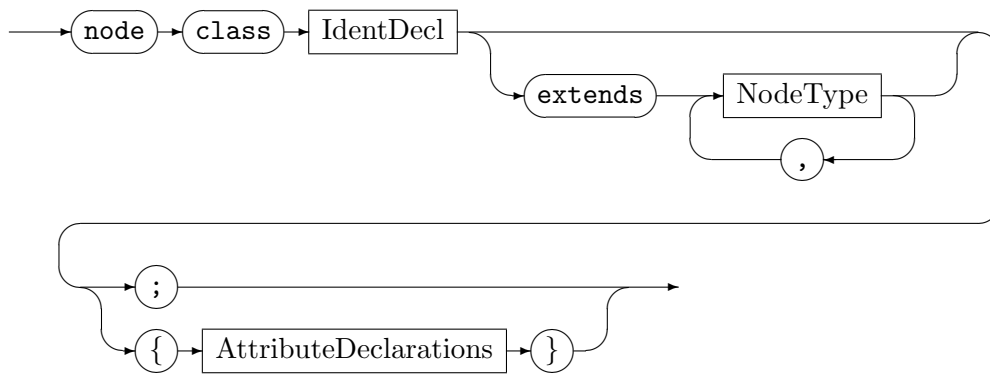 node class IdentDecl
extends NodeType
,
;
{ AttributeDeclarations }